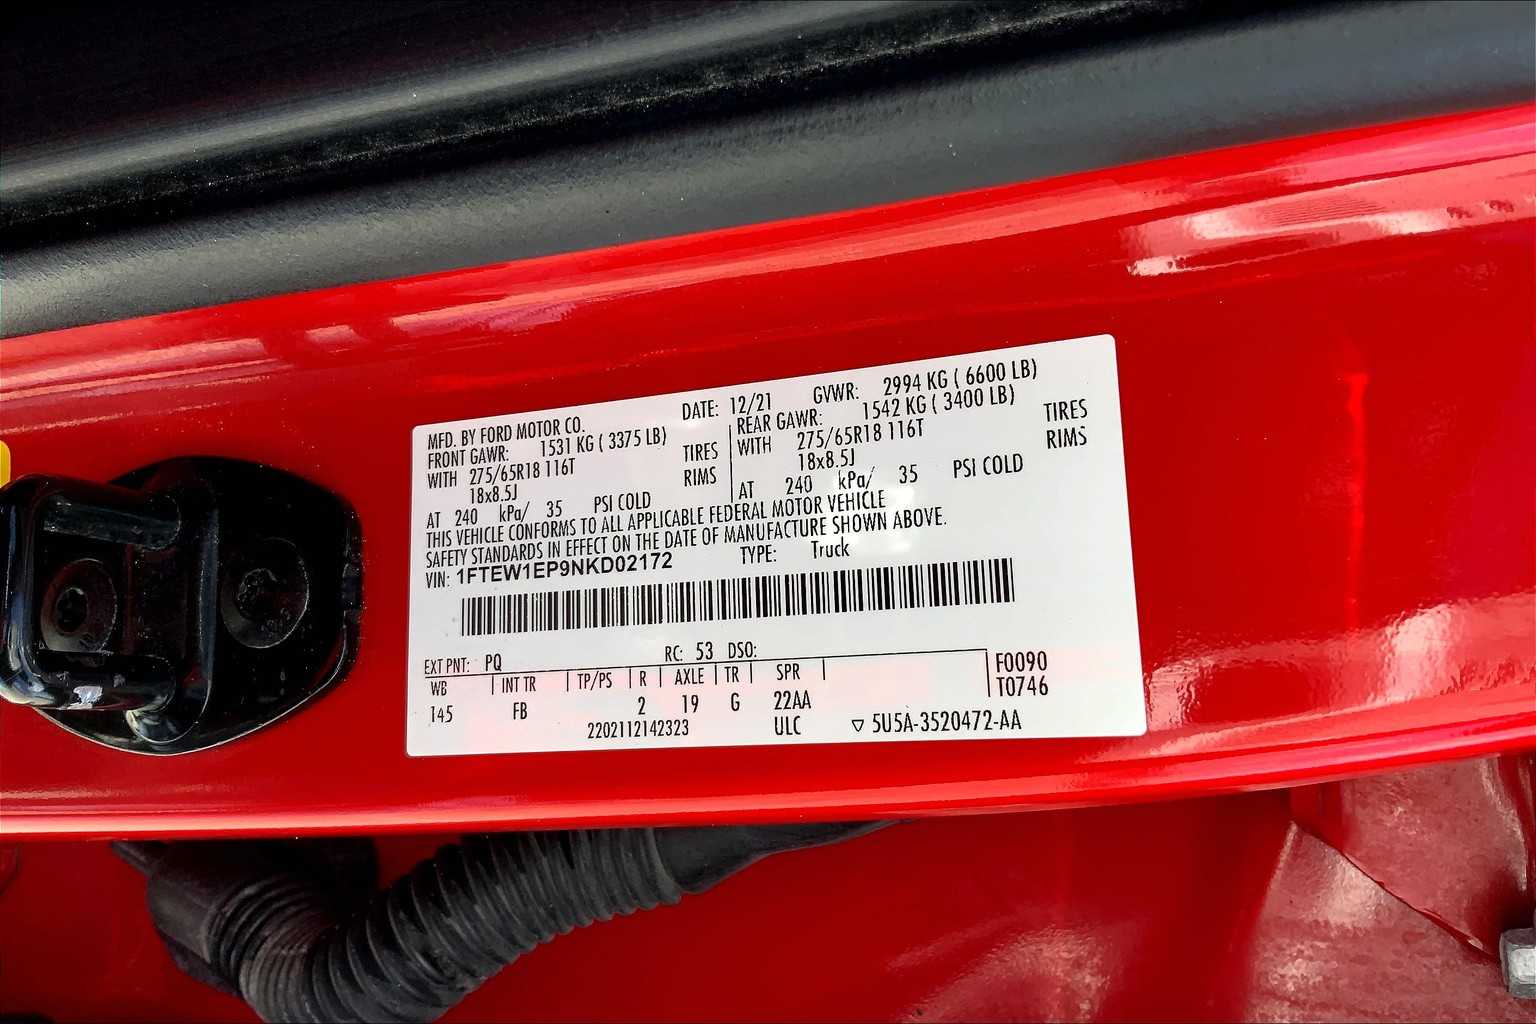 MFD. BY FORD MOTOR CO.
DATE: 12/21
GVWR: 2994 KG ( 6600 LB)
FRONT GAWR: 1531 KG ( 3375 LB)
WITH 275/65R18 116T TIRES
18x8.5J RIMS
AT 240 kPa/ 35 PSI COLD
REAR GAWR: 1542 KG ( 3400 LB)
WITH 275/65R18 116T TIRES
18x8.5J RIMS
AT 240 kPa/ 35 PSI COLD
THIS VEHICLE CONFORMS TO ALL APPLICABLE FEDERAL MOTOR VEHICLE
SAFETY STANDARDS IN EFFECT ON THE DATE OF MANUFACTURE SHOWN ABOVE.
VIN: 1FTEW1EP9NKD02172
TYPE: Truck
EXT PNT: PQ RC: 53 DSO:
WB INT TR TP/PS R AXLE TR SPR
145 FB 2 19 G 22AA
F0090
T0746
2202112142323 ULC ▽ 5U5A-3520472-AA